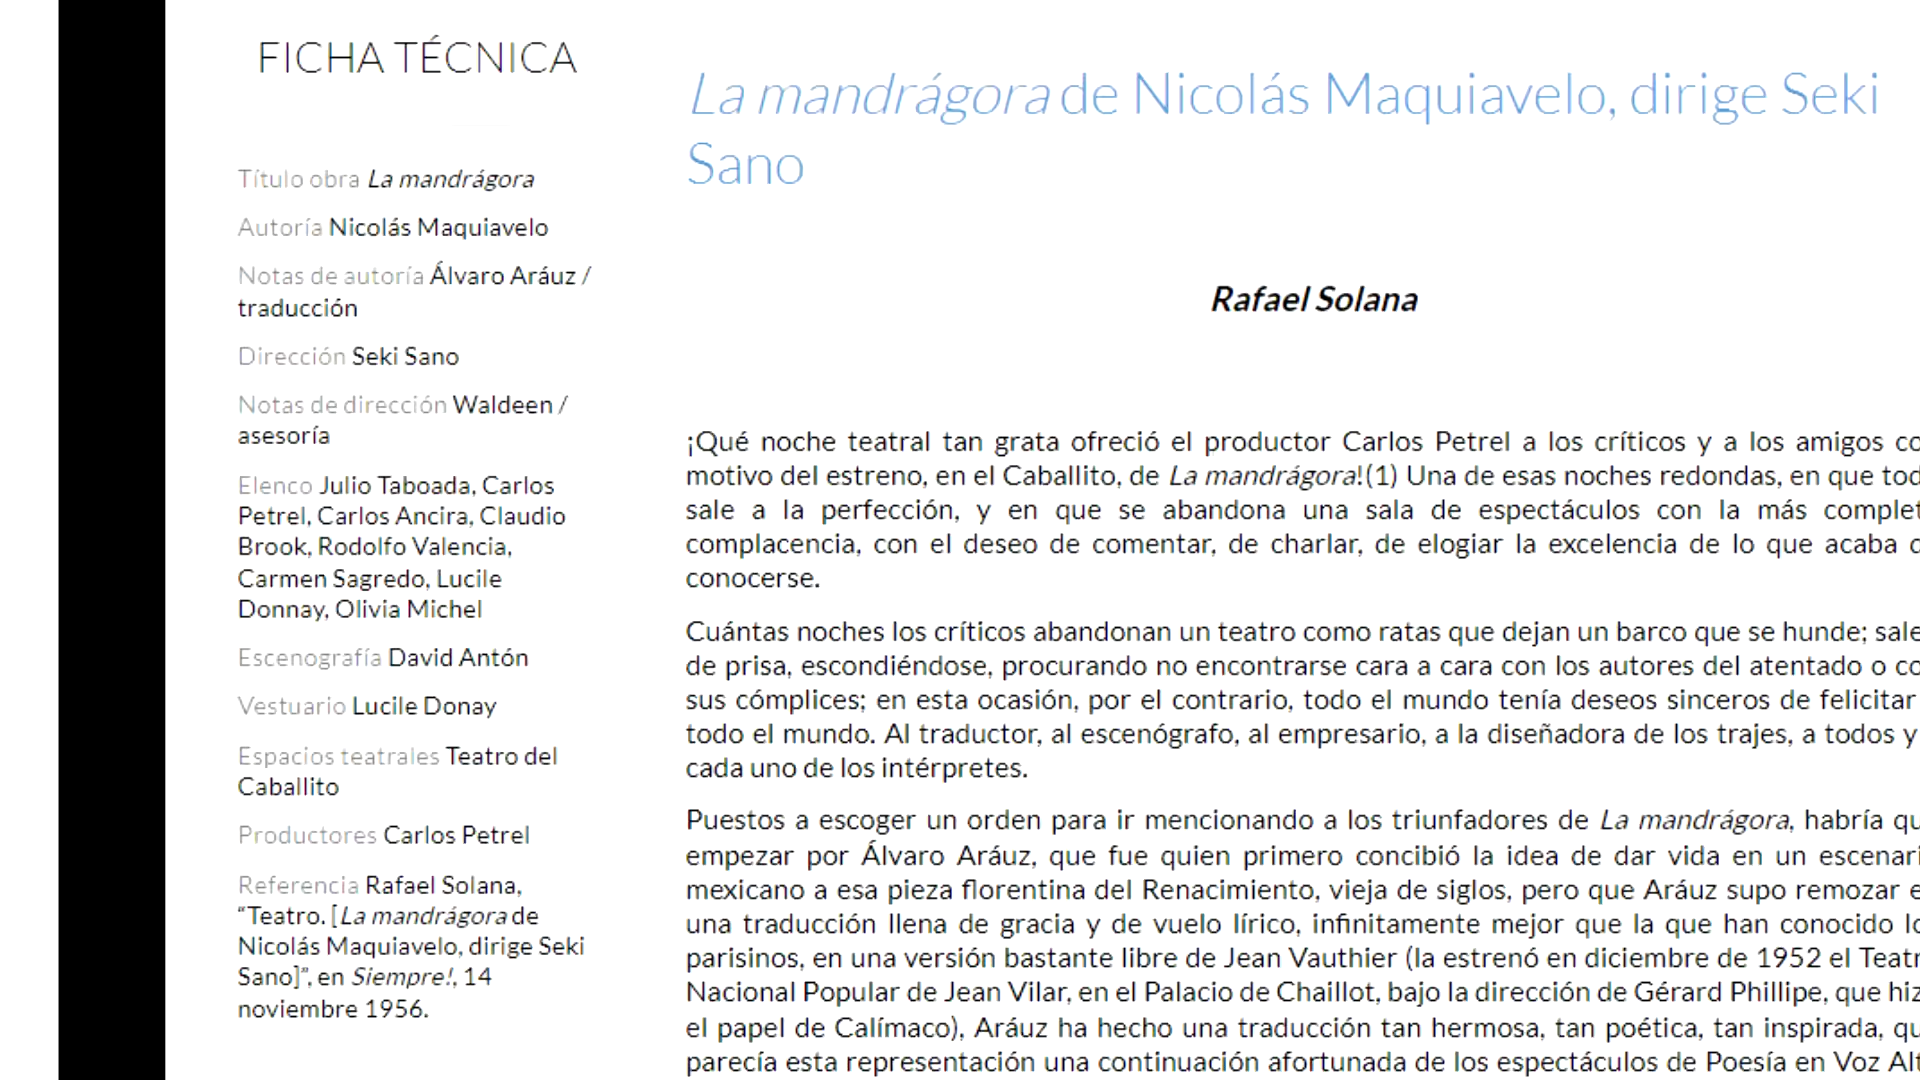 FICHA TÉCNICA
Título obra La mandrágora
Autoría Nicolás Maquiavelo
Notas de autoría Álvaro Aráuz /
traducción
Dirección Seki Sano
Notas de dirección Waldeen /
asesoría
Elenco Julio Taboada, Carlos
Petrel, Carlos Ancira, Claudio
Brook, Rodolfo Valencia,
Carmen Sagredo, Lucile
Donnay, Olivia Michel
Escenografía David Antón
Vestuario Lucile Donay
Espacios teatrales Teatro del
Caballito
Productores Carlos Petrel
Referencia Rafael Solana,
“Teatro. [La mandrágora de
Nicolás Maquiavelo, dirige Seki
Sano]”, en Siempre!, 14
noviembre 1956.
La mandrágora de Nicolás Maquiavelo, dirige Seki
Sano
Rafael Solana
¡Qué noche teatral tan grata ofreció el productor Carlos Petrel a los críticos y a los amigos
motivo del estreno, en el Caballito, de La mandrágora!(1) Una de esas noches redondas, en que
sale a la perfección, y en que se abandona una sala de espectáculos con la más
complacencia, con el deseo de comentar, de charlar, de elogiar la excelencia de lo que acaba
conocerse.
Cuántas noches los críticos abandonan un teatro como ratas que dejan un barco que se hunde;
de prisa, escondiéndose, procurando no encontrarse cara a cara con los autores del atentado o
sus cómplices; en esta ocasión, por el contrario, todo el mundo tenía deseos sinceros de felicitar
todo el mundo. Al traductor, al escenógrafo, al empresario, a la diseñadora de los trajes, a todos y
cada uno de los intérpretes.
Puestos a escoger un orden para ir mencionando a los triunfadores de La mandrágora, habría
empezar por Álvaro Aráuz, que fue quien primero concibió la idea de dar vida en un
mexicano a esa pieza florentina del Renacimiento, vieja de siglos, pero que Aráuz supo remozar
una traducción llena de gracia y de vuelo lírico, infinitamente mejor que la que han conocido
parisinos, en una versión bastante libre de Jean Vauthier (la estrenó en diciembre de 1952 el
Nacional Popular de Jean Vilar, en el Palacio de Chaillot, bajo la dirección de Gérard Phillipe, que
el papel de Calímaco), Aráuz ha hecho una traducción tan hermosa, tan poética, tan inspirada,
parecía esta representación una continuación afortunada de los espectáculos de Poesía en Voz